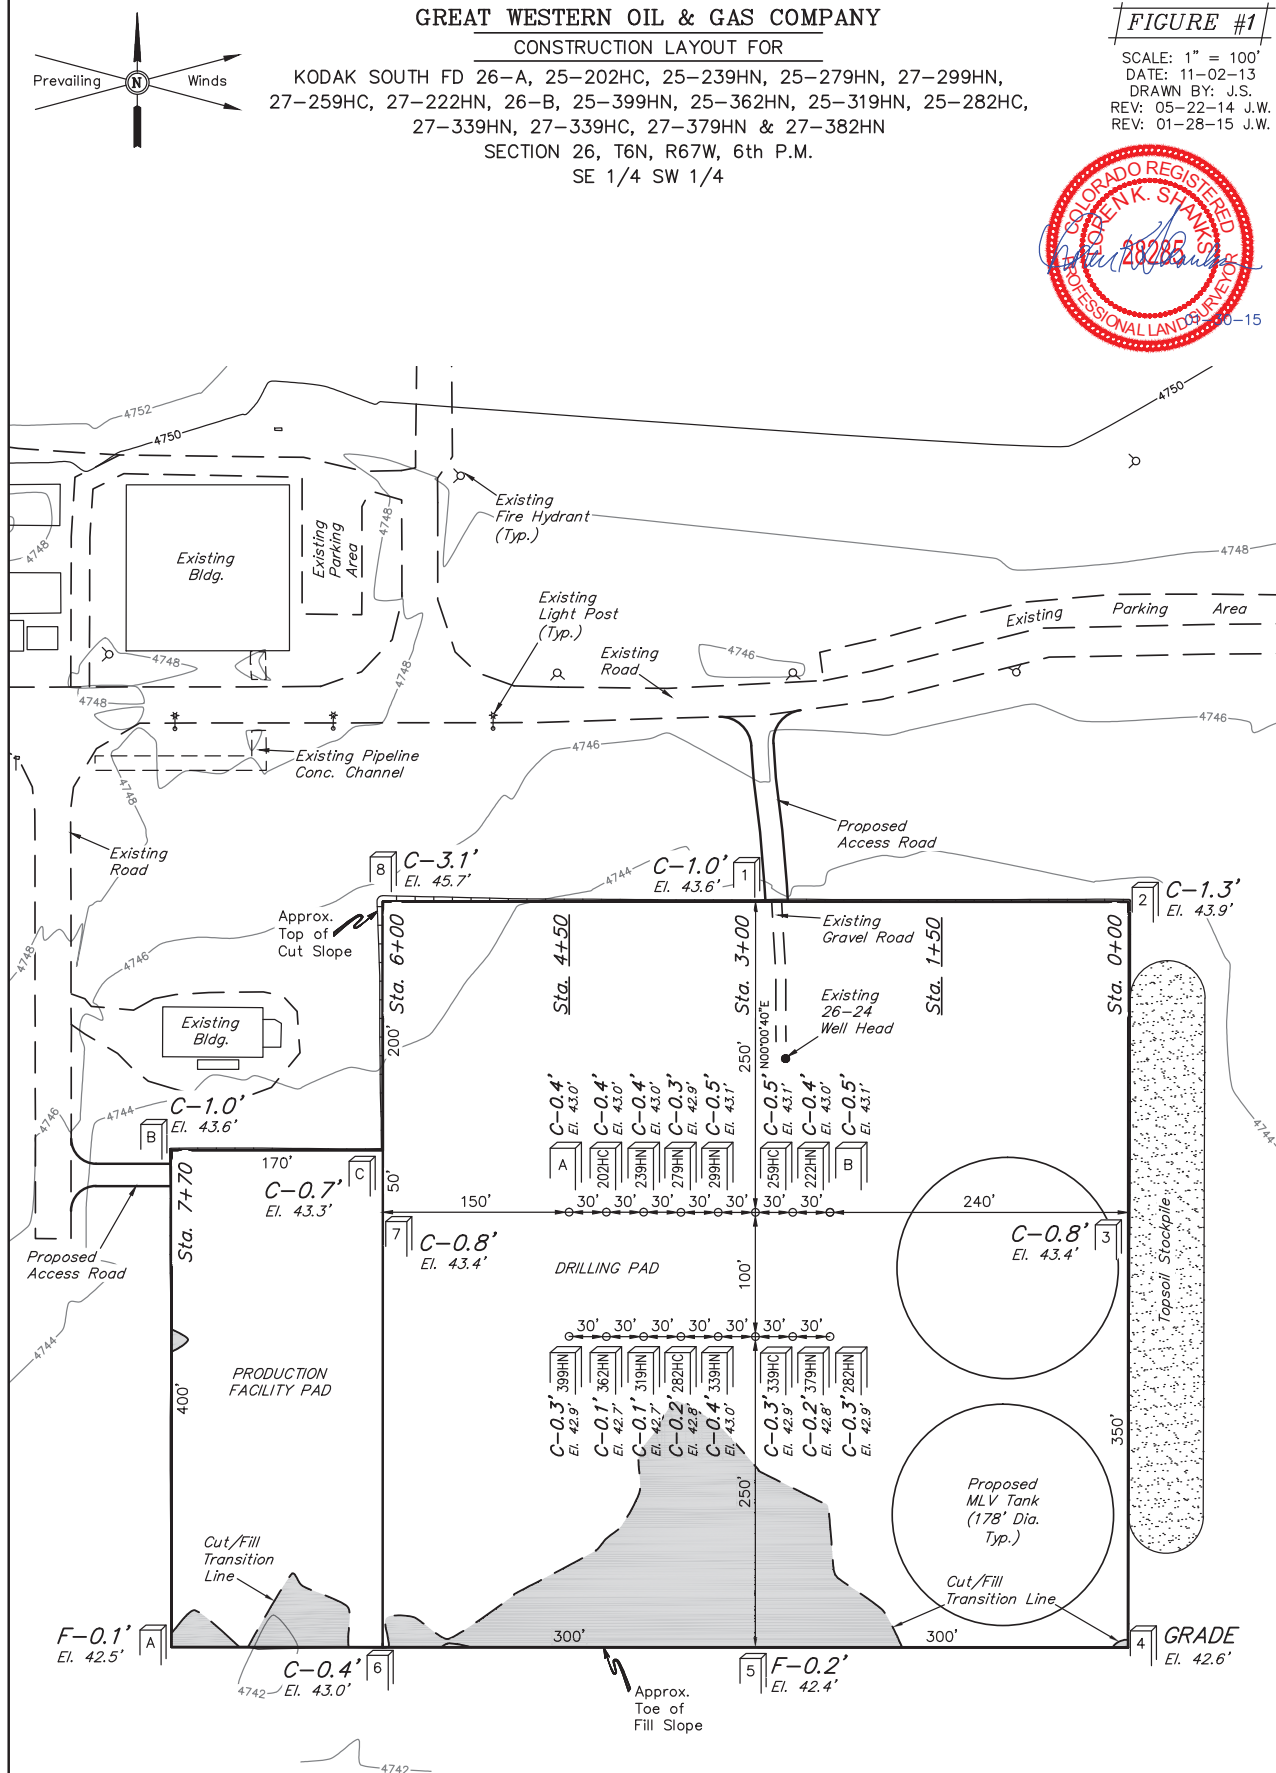 GREAT WESTERN OIL & GAS COMPANY
CONSTRUCTION LAYOUT FOR
KODAK SOUTH FD 26-A, 25-202HC, 25-239HN, 25-279HN, 27-299HN,
27-259HC, 27-222HN, 26-B, 25-399HN, 25-362HN, 25-319HN, 25-282HC,
27-339HN, 27-339HC, 27-379HN & 27-382HN
SECTION 26, T6N, R67W, 6th P.M.
SE 1/4 SW 1/4
FIGURE #1
SCALE: 1" = 100'
DATE: 11-02-13
DRAWN BY: J.S.
REV: 05-22-14 J.W.
REV: 01-28-15 J.W.
Prevailing
N
Winds
COLORADO REGISTERED
LOREN K. SHANKS
28285
PROFESSIONAL LAND SURVEYOR
4752
4750
4750
4748
4748
4748
Existing
Bldg.
Existing
Parking
Area
Existing
Fire Hydrant
(Typ.)
Existing
Light Post
(Typ.)
Existing
Road
Existing
Parking
Area
4748
4748
4748
4746
4746
4746
Existing Pipeline
Conc. Channel
4748
Existing
Road
Proposed
Access Road
8
C-3.1'
El. 45.7'
4744
C-1.0'
El. 43.6'
1
2
C-1.3'
El. 43.9'
Approx.
Top of
Cut Slope
Sta. 6+00
Sta. 4+50
Sta. 3+00
Existing
Gravel Road
Sta. 1+50
Sta. 0+00
4748
4746
Existing
Bldg.
200'
250'
N00°00'40"E
Existing
26-24
Well Head
4746
4744
4744
C-1.0'
El. 43.6'
B
C-0.4'
El. 43.0'
C-0.4'
El. 43.0'
C-0.4'
El. 43.0'
C-0.3'
El. 42.9'
C-0.5'
El. 43.1'
C-0.5'
El. 43.1'
C-0.4'
El. 43.0'
C-0.5'
El. 43.1'
A
202HC
239HN
279HN
299HN
259HC
222HN
B
Sta. 7+70
170'
C
C-0.7'
El. 43.3'
50'
150'
30'
30'
30'
30'
30'
30'
30'
240'
7
C-0.8'
El. 43.4'
C-0.8'
El. 43.4'
3
Proposed
Access Road
DRILLING PAD
100'
Topsoil Stockpile
4744
30'
30'
30'
30'
30'
30'
30'
PRODUCTION
FACILITY PAD
400'
399HN
362HN
319HN
282HC
339HN
339HC
379HN
282HN
C-0.3'
El. 42.9'
C-0.1'
El. 42.7'
C-0.1'
El. 42.7'
C-0.2'
El. 42.8'
C-0.4'
El. 43.0'
C-0.3'
El. 42.9'
C-0.2'
El. 42.8'
C-0.3'
El. 42.9'
350'
250'
Proposed
MLV Tank
(178' Dia.
Typ.)
Cut/Fill
Transition
Line
Cut/Fill
Transition Line
F-0.1'
El. 42.5'
A
300'
300'
4
GRADE
El. 42.6'
C-0.4'
El. 43.0'
6
5
F-0.2'
El. 42.4'
4742
Approx.
Toe of
Fill Slope
4742